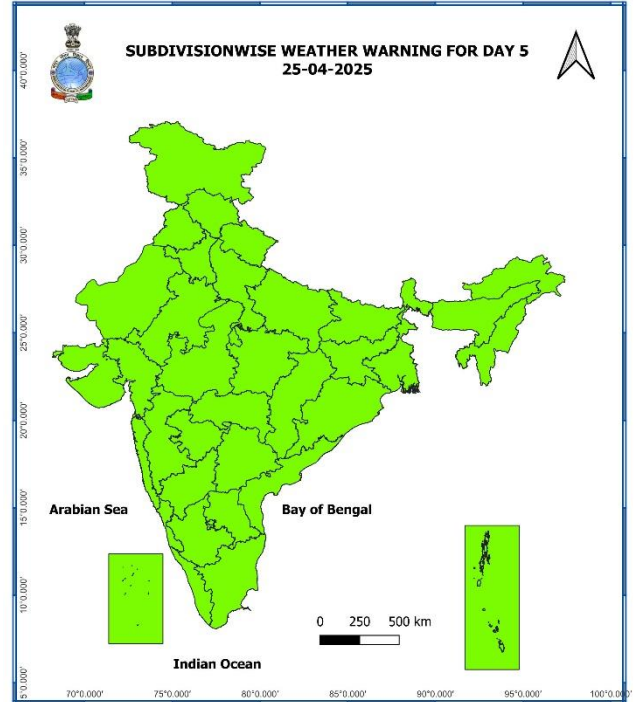 SUBDIVISIONWISE WEATHER WARNING FOR DAY 5
25-04-2025
40°0.000'
35°0.000'
30°0.000'
25°0.000'
20°0.000'
15°0.000'
10°0.000'
5°0.000'
Arabian Sea
Bay of Bengal
0 250 500 km
Indian Ocean
70°0.000' 75°0.000' 80°0.000' 85°0.000' 90°0.000' 95°0.000' 100°0.000'